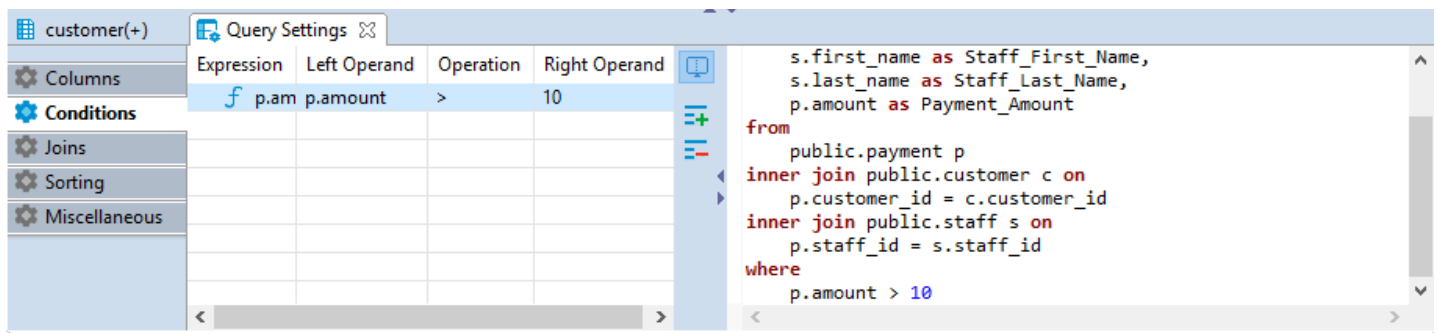 customer(+)
Query Settings
Columns
Conditions
Joins
Sorting
Miscellaneous
Expression Left Operand Operation Right Operand
p.am p.amount > 10
s.first_name as Staff_First_Name,
s.last_name as Staff_Last_Name,
p.amount as Payment_Amount
from
public.payment p
inner join public.customer c on
p.customer_id = c.customer_id
inner join public.staff s on
p.staff_id = s.staff_id
where
p.amount > 10